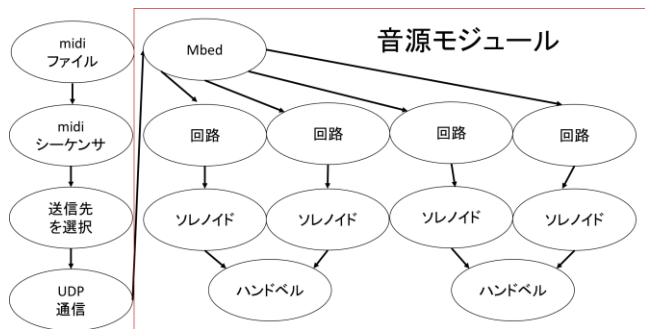 midi
ファイル
Mbed
音源モジュール
midi
シーケンサ
回路
回路
回路
回路
送信先
を選択
ソレノイド
ソレノイド
ソレノイド
ソレノイド
UDP
通信
ハンドベル
ハンドベル